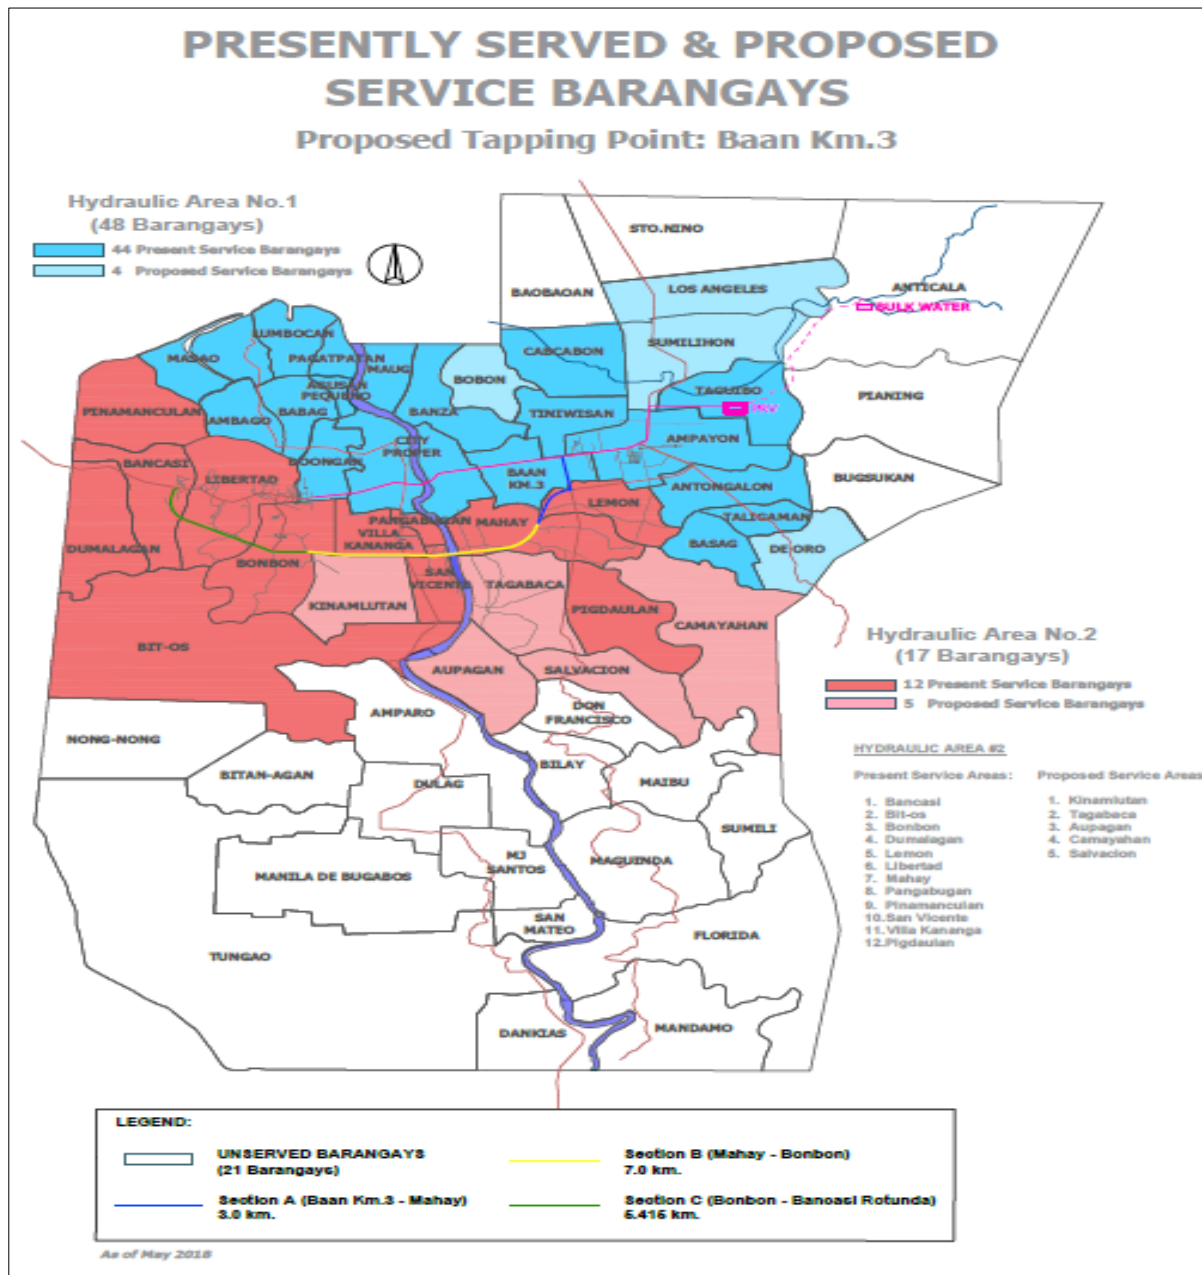 PRESENTLY SERVED & PROPOSED
SERVICE BARANGAYS
Proposed Tapping Point: Baan Km.3
Hydraulic Area No.1
(48 Barangays)
44 Present Service Barangays
4 Proposed Service Barangays
STO.NINO
BAOBAOAN
LOS ANGELES
ANTICALA
BULK WATER
LUMBOCAN
MASAO
PAGATPATAN
MAUG
CABCABON
SUMILIHON
BOBON
AGUSAN
PEQUENO
TAGUIBO
PIANING
PINAMANCULAN
AMBAGO
BABAG
BANZA
TINIWISAN
PRV
CITY
PROPER
AMPAYON
BANCASI
LIBERTAD
DOONGAN
BAAN
KM.3
ANTONGALON
BUGSUKAN
LEMON
PANGABUGAN
MAHAY
TALIGAMAN
VILLA
KANANGA
BASAG
DE ORO
DUMALAGAN
BONBON
SAN
VICENTE
TAGABACA
KINAMLUTAN
PIGDAULAN
CAMAYAHAN
BIT-OS
AUPAGAN
SALVACION
Hydraulic Area No.2
(17 Barangays)
12 Present Service Barangays
5 Proposed Service Barangays
AMPARO
DON
FRANCISCO
NONG-NONG
BITAN-AGAN
DULAG
BILAY
MAIBU
SUMILI
MJ
SANTOS
MAGUINDA
MANILA DE BUGABOS
SAN
MATEO
FLORIDA
TUNGAO
DANKIAS
MANDAMO
HYDRAULIC AREA #2
Present Service Areas:
1. Bancasi
2. Bit-os
3. Bonbon
4. Dumalagan
5. Lemon
6. Libertad
7. Mahay
8. Pangabugan
9. Pinamanculan
10.San Vicente
11.Villa Kananga
12.Pigdaulan
Proposed Service Areas
1. Kinamlutan
2. Tagabaca
3. Aupagan
4. Camayahan
5. Salvacion
LEGEND:
UNSERVED BARANGAYS
(21 Barangays)
Section A (Baan Km.3 - Mahay)
3.0 km.
Section B (Mahay - Bonbon)
7.0 km.
Section C (Bonbon - Bancasi Rotunda)
5.415 km.
As of May 2018